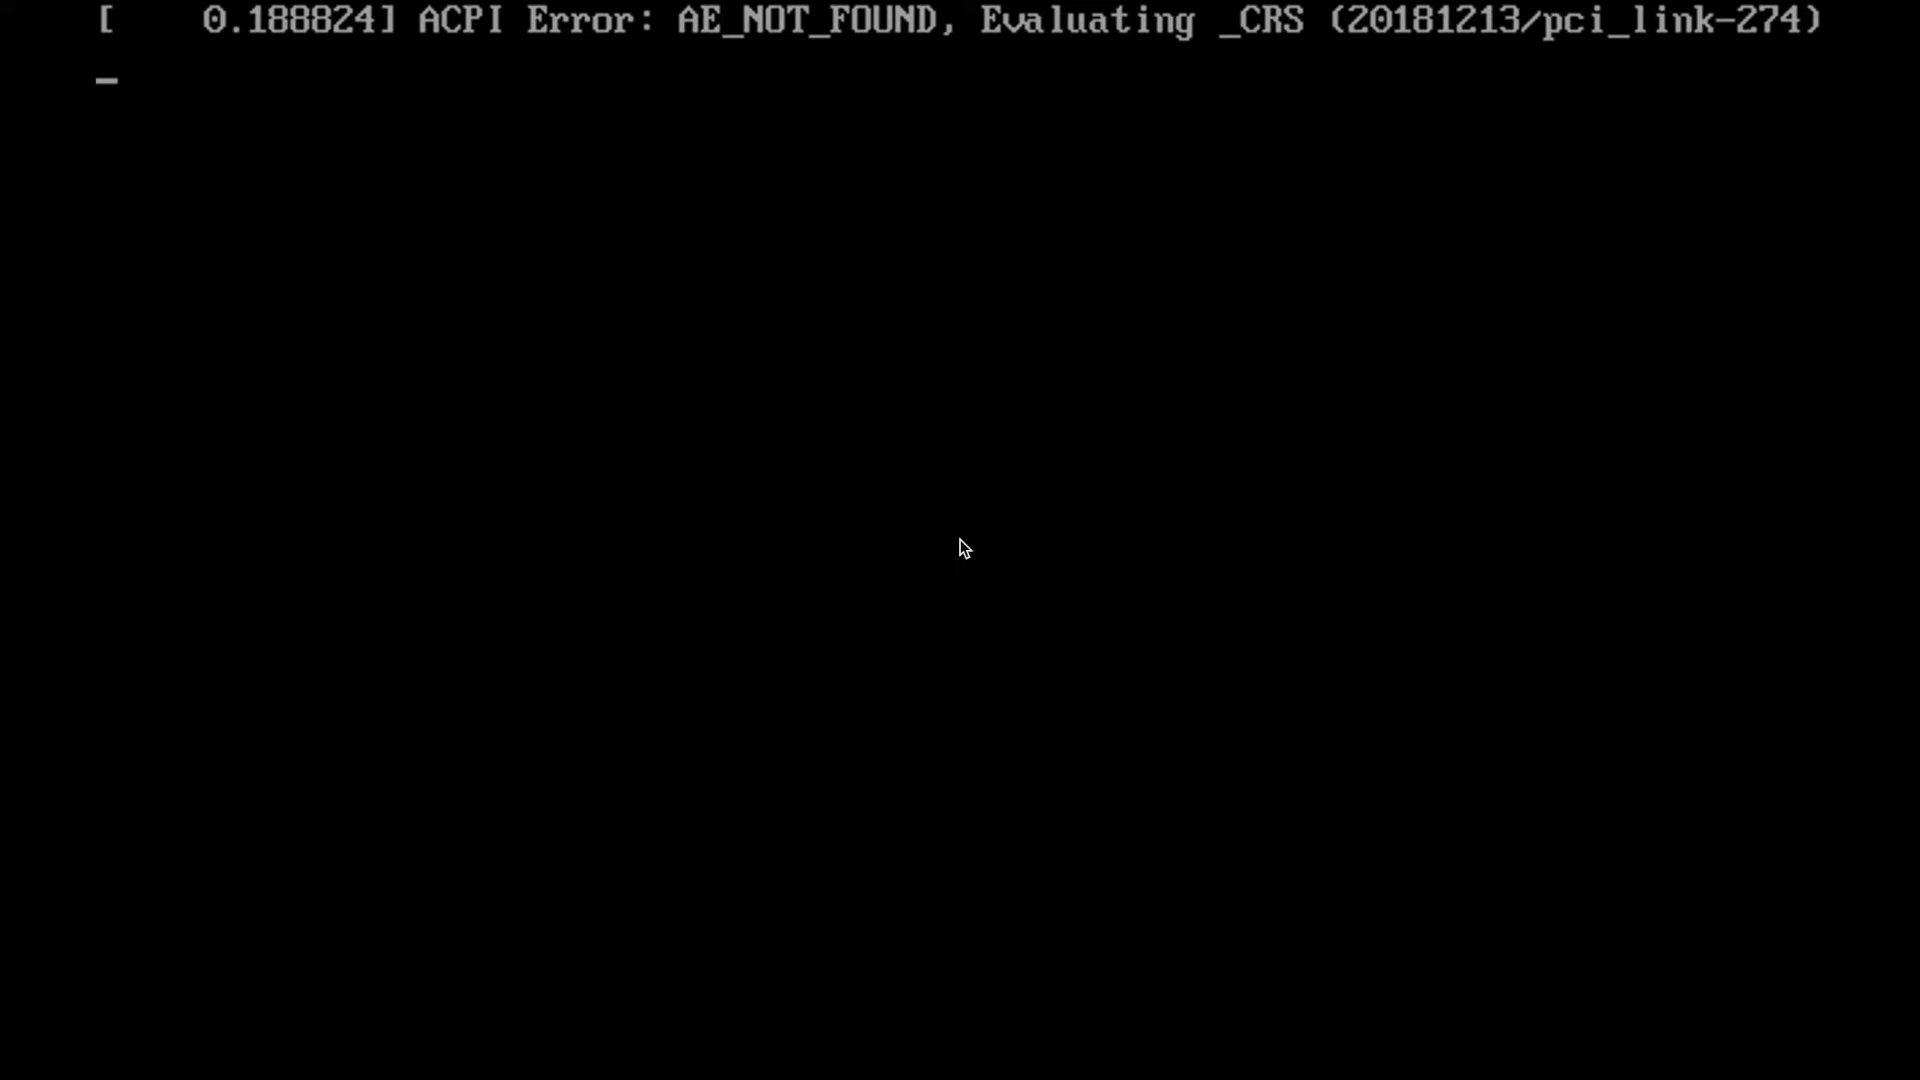 [    0.188824] ACPI Error: AE_NOT_FOUND, Evaluating _CRS (20181213/pci_link-274)
_